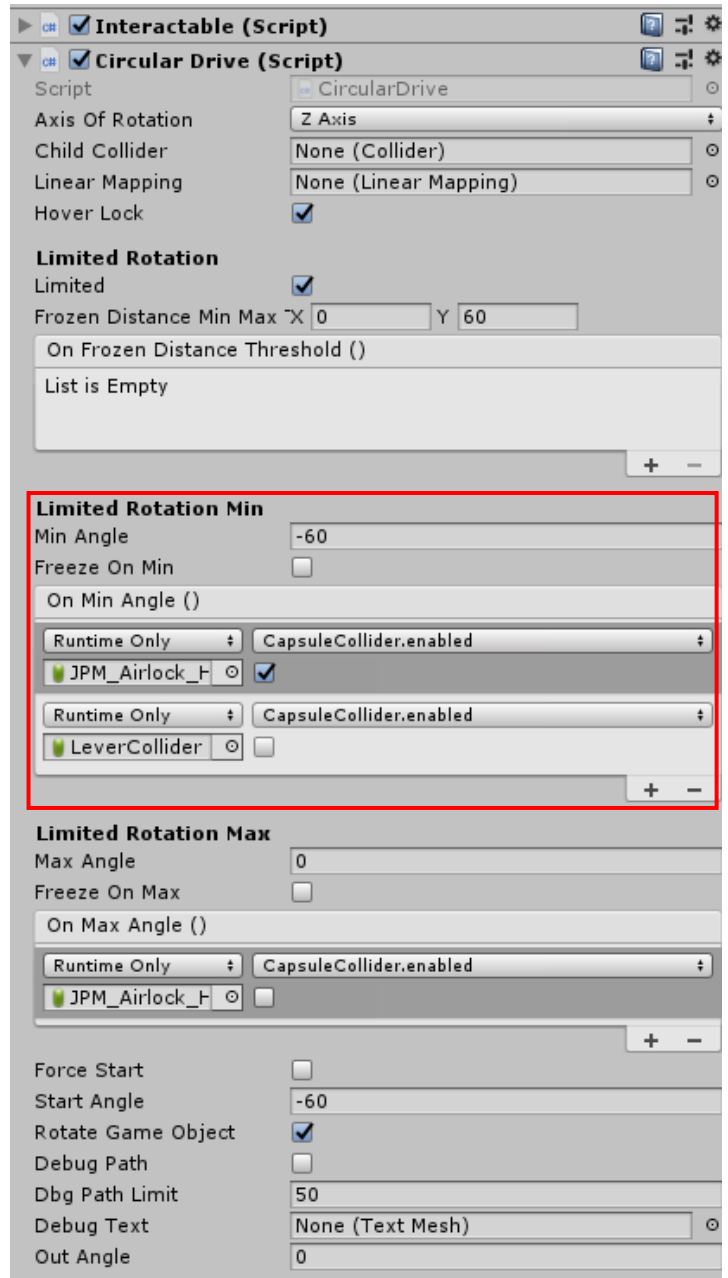 Interactable (Script)
Circular Drive (Script)
Script CircularDrive
Axis Of Rotation Z Axis
Child Collider None (Collider)
Linear Mapping None (Linear Mapping)
Hover Lock
Limited Rotation
Limited
Frozen Distance Min Max X 0 Y 60
On Frozen Distance Threshold ()
List is Empty
+ −
Limited Rotation Min
Min Angle -60
Freeze On Min
On Min Angle ()
Runtime Only CapsuleCollider.enabled
JPM_Airlock_H
Runtime Only CapsuleCollider.enabled
LeverCollider
+ −
Limited Rotation Max
Max Angle 0
Freeze On Max
On Max Angle ()
Runtime Only CapsuleCollider.enabled
JPM_Airlock_H
+ −
Force Start
Start Angle -60
Rotate Game Object
Debug Path
Dbg Path Limit 50
Debug Text None (Text Mesh)
Out Angle 0